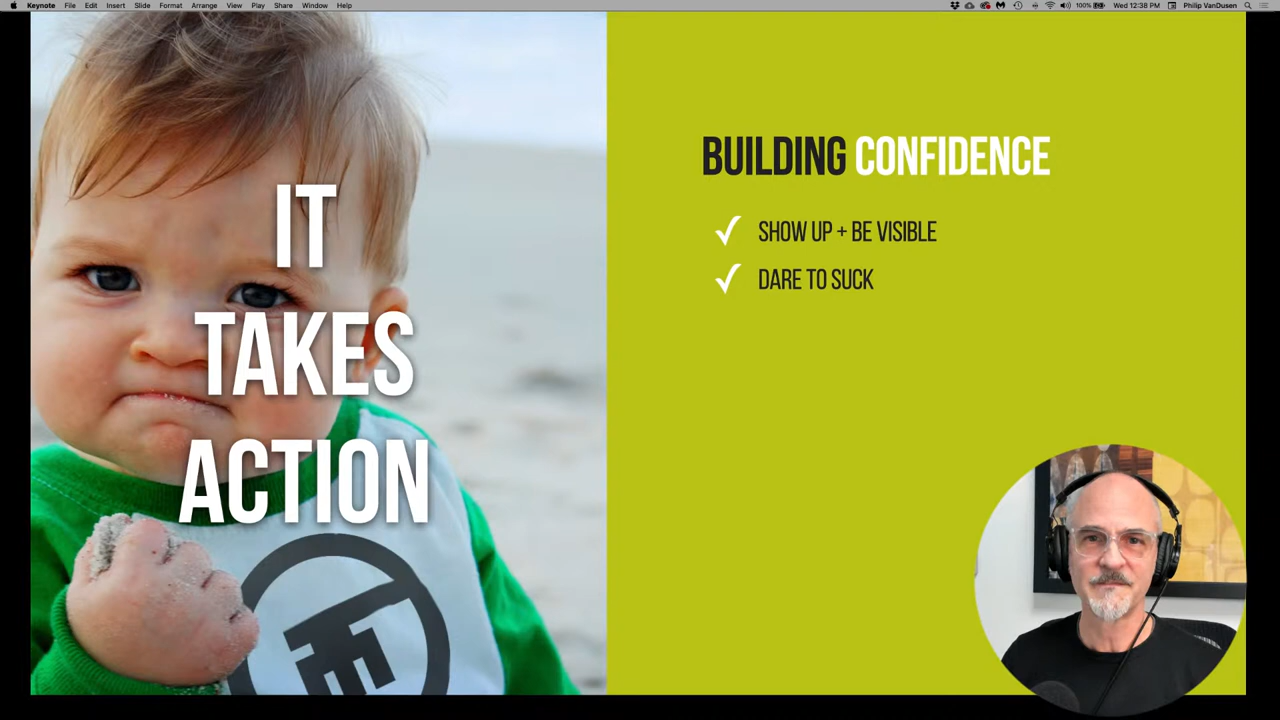 Keynote File Edit Insert Slide Format Arrange View Play Share Window Help
100% Wed 12:38 PM Philip VanDusen
IT
TAKES
ACTION
BUILDING CONFIDENCE
SHOW UP + BE VISIBLE
DARE TO SUCK